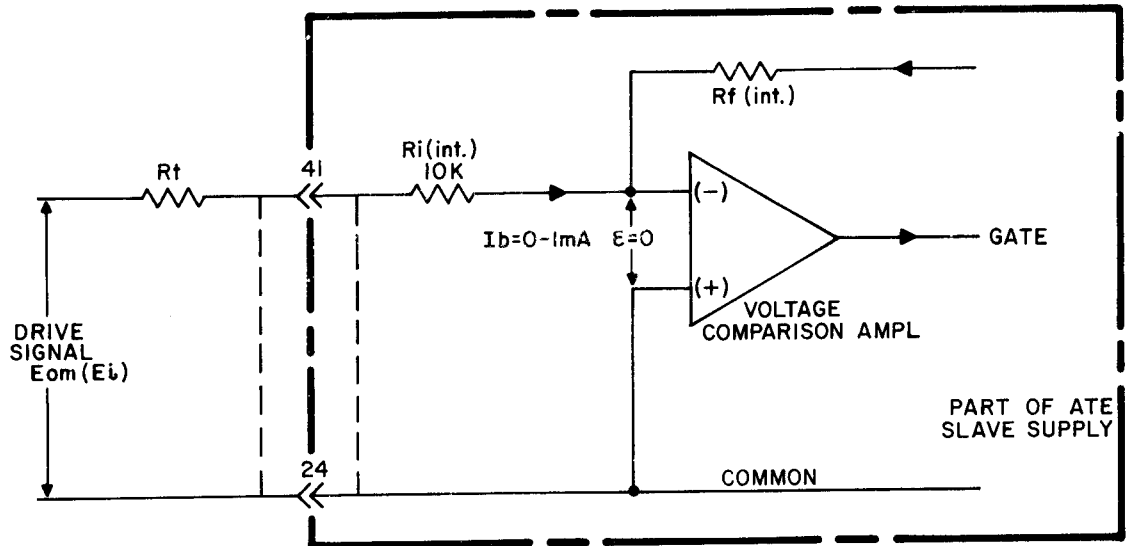 Rf (int.)
Ri (int.)
10K
Rt
41
(-)
Ib=0-1mA
ε=0
GATE
(+)
VOLTAGE
COMPARISON AMPL
DRIVE
SIGNAL
Eom (Ei)
PART OF ATE
SLAVE SUPPLY
24
COMMON